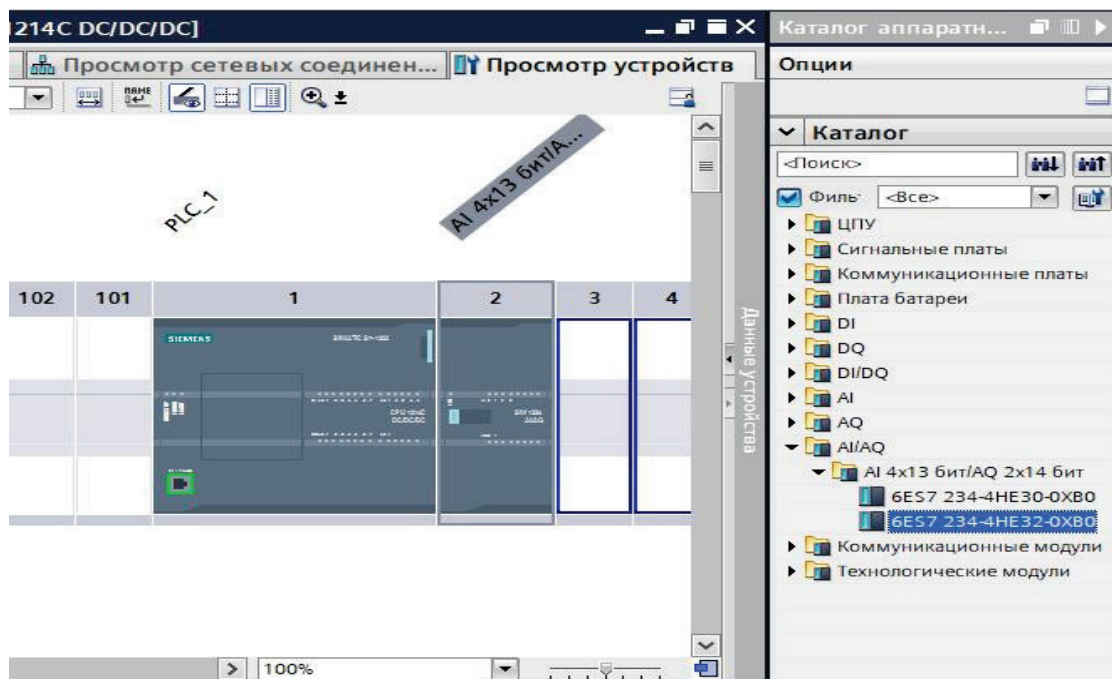 1214C DC/DC/DC]
Просмотр сетевых соединен...
Просмотр устройств
PLC_1
AI 4x13 бит/A...
102 101 1 2 3 4
SIEMENS
Данные устройства
100%
Каталог аппаратн...
Опции
Каталог
<Поиск>
Филь <Все>
ЦПУ
Сигнальные платы
Коммуникационные платы
Плата батареи
DI
DQ
DI/DQ
AI
AQ
AI/AQ
AI 4x13 бит/AQ 2x14 бит
6ES7 234-4HE30-0XB0
6ES7 234-4HE32-0XB0
Коммуникационные модули
Технологические модули